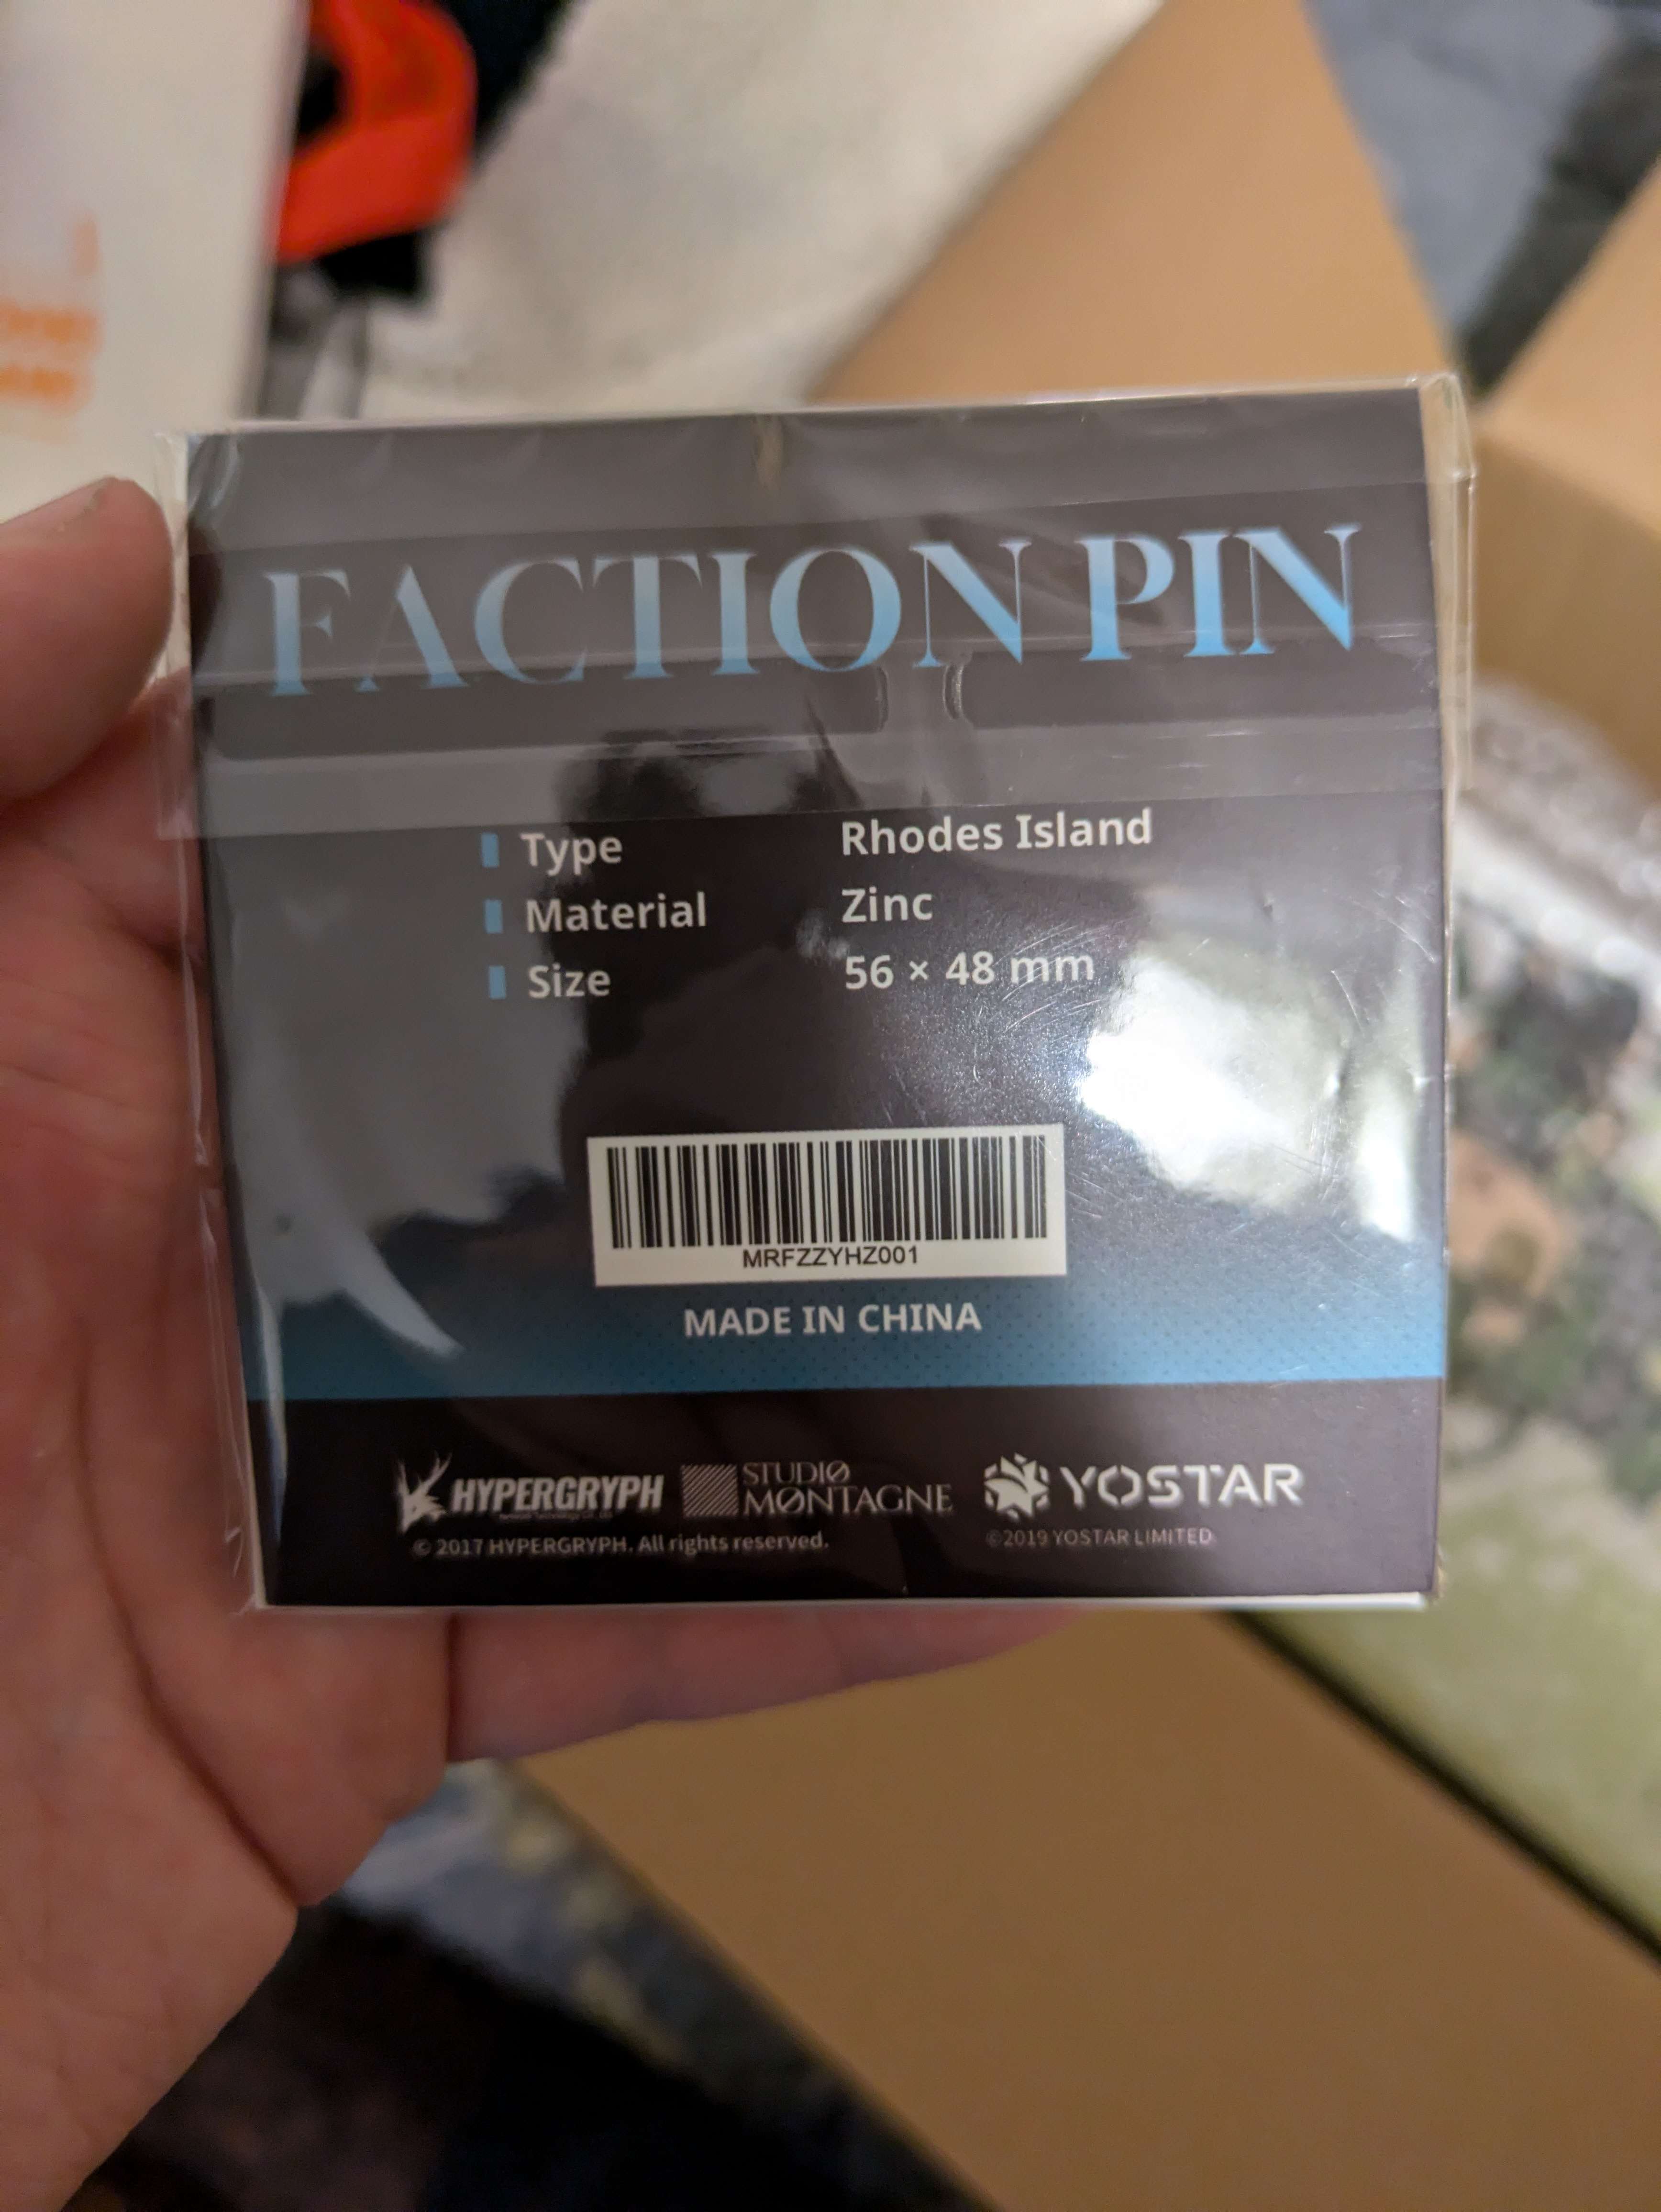 FACTION PIN
Type Rhodes Island
Material Zinc
Size 56 × 48 mm
MRFZZYHZ001
MADE IN CHINA
HYPERGRYPH STUDIØ MØNTAGNE YOSTAR
© 2017 HYPERGRYPH. All rights reserved. ©2019 YOSTAR LIMITED